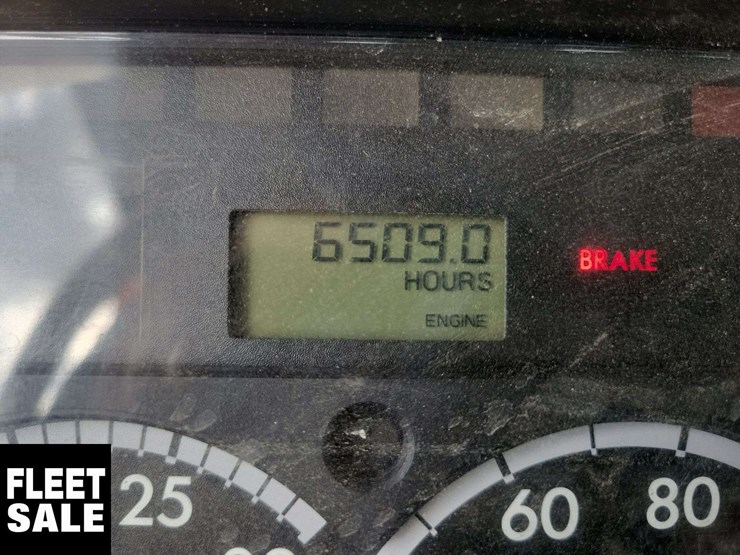 6509.0
HOURS
BRAKE
ENGINE
25
60
80
FLEET
SALE